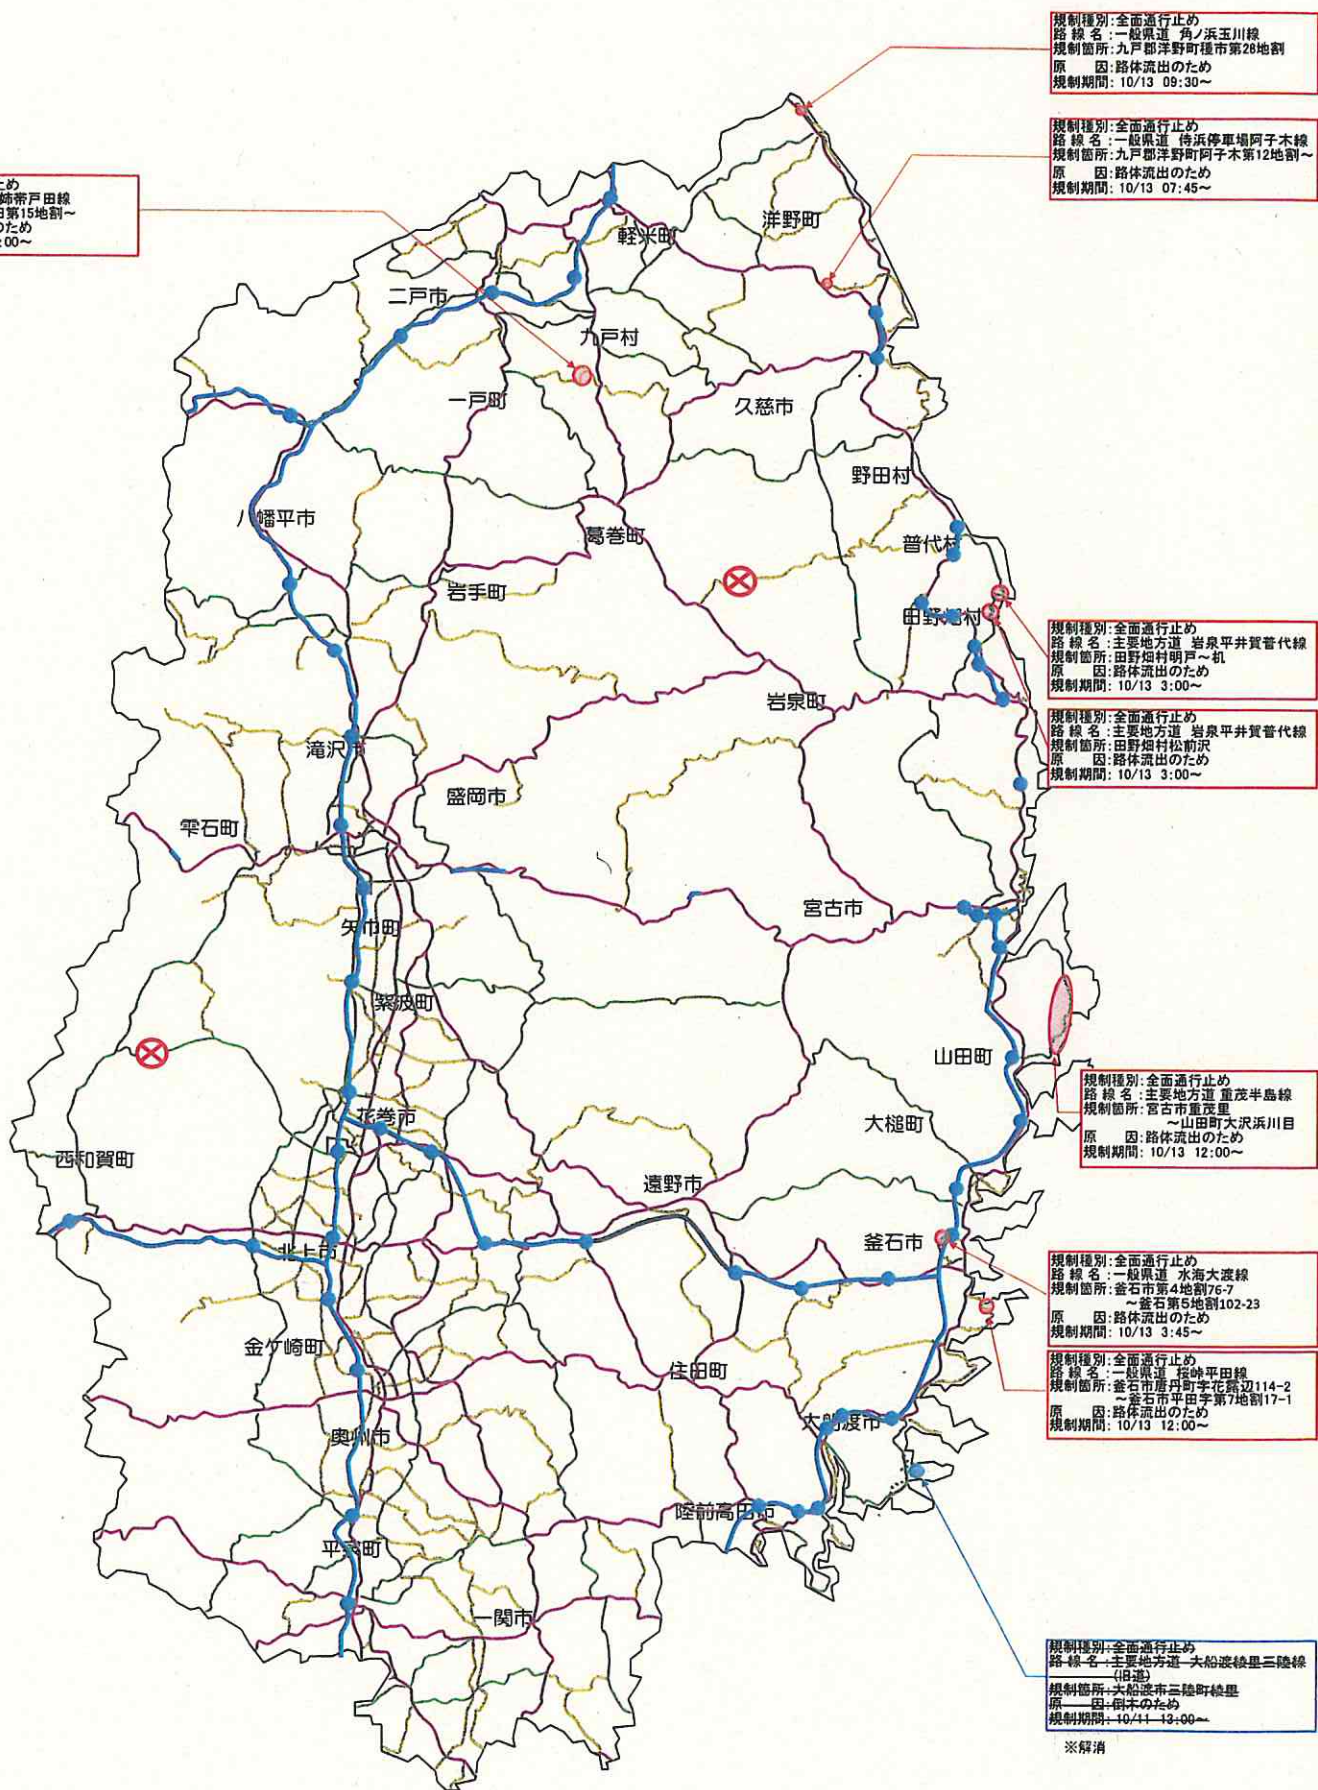 規制種別:全面通行止め
路線名:一般県道 角ノ浜玉川線
規制箇所:九戸郡洋野町種市第28地割
原 因:路体流出のため
規制期間: 10/13 09:30～
規制種別:全面通行止め
路線名:一般県道 侍浜停車場阿子木線
規制箇所:九戸郡洋野町阿子木第12地割～
原 因:路体流出のため
規制期間: 10/13 07:45～
止め
姉帯戸田線
田第15地割～
のため
:00～
洋野町
軽米町
二戸市
九戸村
一戸町
久慈市
野田村
八幡平市
葛巻町
普代村
岩手町
田野畑村
規制種別:全面通行止め
路線名:主要地方道 岩泉平井賀普代線
規制箇所:田野畑村明戸～机
原 因:路体流出のため
規制期間: 10/13 3:00～
岩泉町
規制種別:全面通行止め
路線名:主要地方道 岩泉平井賀普代線
規制箇所:田野畑村松前沢
原 因:路体流出のため
規制期間: 10/13 3:00～
滝沢市
盛岡市
雫石町
宮古市
矢巾町
紫波町
山田町
規制種別:全面通行止め
路線名:主要地方道 重茂半島線
規制箇所:宮古市重茂里
～山田町大沢浜川目
原 因:路体流出のため
規制期間: 10/13 12:00～
花巻市
大槌町
西和賀町
遠野市
釜石市
北上市
規制種別:全面通行止め
路線名:一般県道 水海大渡線
規制箇所:釜石市第4地割76-7
～釜石第5地割102-23
原 因:路体流出のため
規制期間: 10/13 3:45～
金ケ崎町
住田町
規制種別:全面通行止め
路線名:一般県道 桜峠平田線
規制箇所:釜石市唐丹町字花露辺114-2
～釜石市平田字第7地割17-1
原 因:路体流出のため
規制期間: 10/13 12:00～
奥州市
大船渡市
陸前高田市
平泉町
一関市
規制種別:全面通行止め
路線名:主要地方道 大船渡綾里三陸線
(旧道)
規制箇所:大船渡市三陸町綾里
原 因:倒木のため
規制期間: 10/11 13:00～
※解消